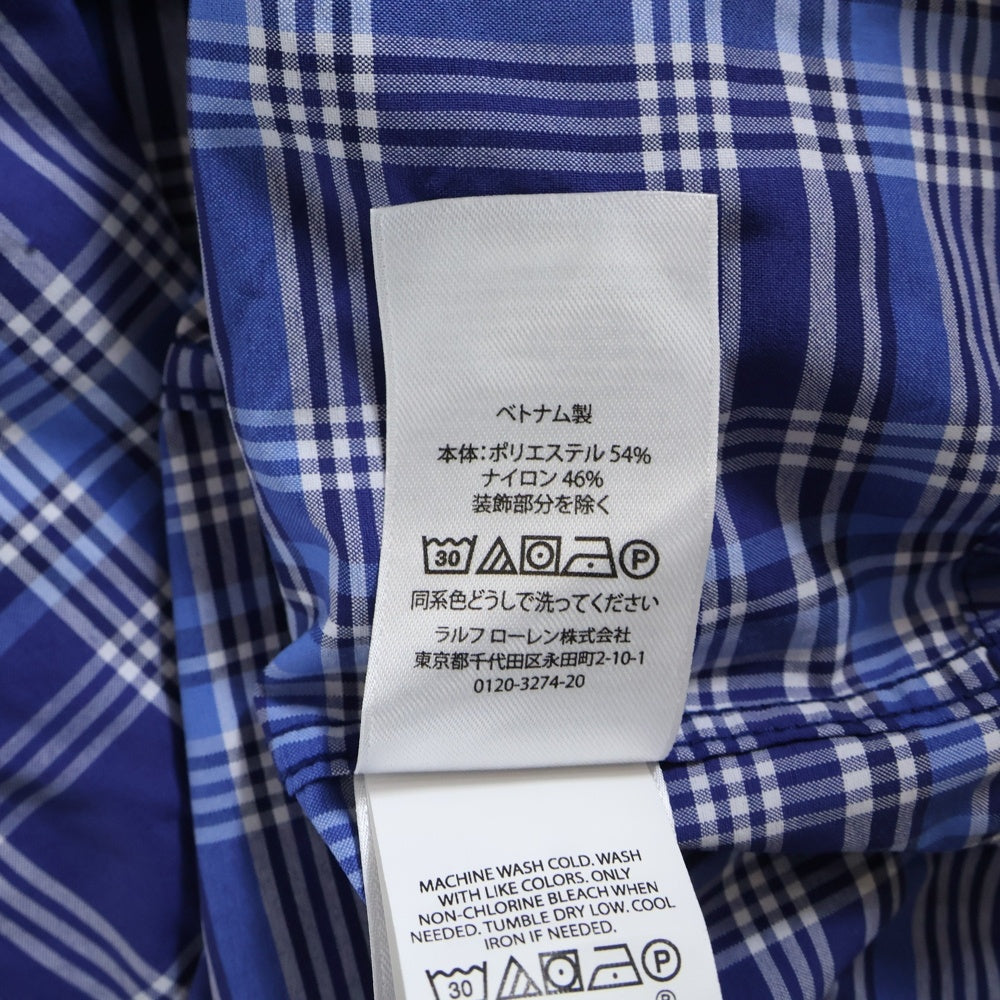 ベトナム製
本体：ポリエステル 54%
ナイロン 46%
装飾部分を除く
30 P
同系色どうしで洗ってください
ラルフ ローレン株式会社
東京都千代田区永田町2-10-1
0120-3274-20
MACHINE WASH COLD. WASH
WITH LIKE COLORS. ONLY
NON-CHLORINE BLEACH WHEN
NEEDED. TUMBLE DRY LOW. COOL
IRON IF NEEDED.
30 P